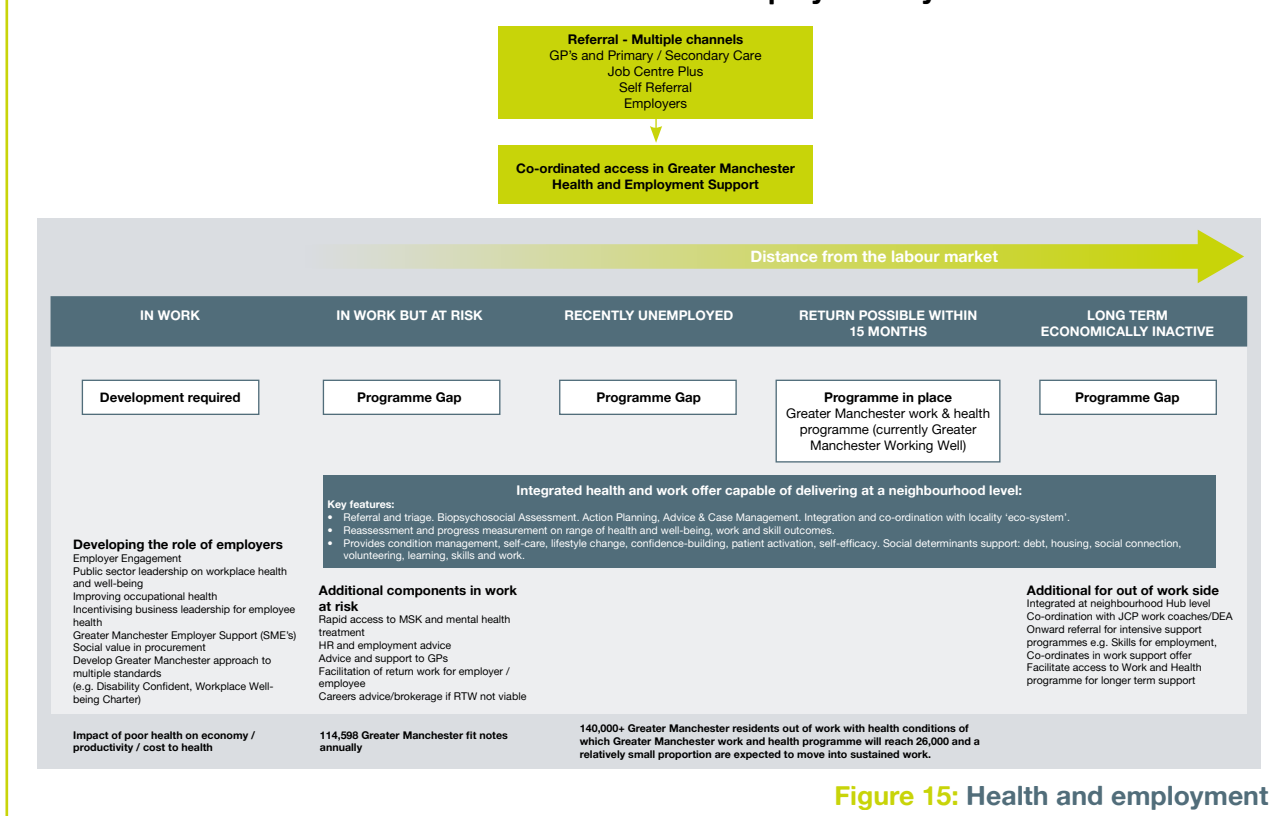 Referral - Multiple channels
GP's and Primary / Secondary Care
Job Centre Plus
Self Referral
Employers
Co-ordinated access in Greater Manchester
Health and Employment Support
Distance from the labour market
IN WORK
IN WORK BUT AT RISK
RECENTLY UNEMPLOYED
RETURN POSSIBLE WITHIN
15 MONTHS
LONG TERM
ECONOMICALLY INACTIVE
Development required
Programme Gap
Programme Gap
Programme in place
Greater Manchester work & health
programme (currently Greater
Manchester Working Well)
Programme Gap
Integrated health and work offer capable of delivering at a neighbourhood level:
Key features:
• Referral and triage. Biopsychosocial Assessment. Action Planning, Advice & Case Management. Integration and co-ordination with locality 'eco-system'.
• Reassessment and progress measurement on range of health and well-being, work and skill outcomes.
• Provides condition management, self-care, lifestyle change, confidence-building, patient activation, self-efficacy. Social determinants support: debt, housing, social connection,
volunteering, learning, skills and work.
Developing the role of employers
Employer Engagement
Public sector leadership on workplace health
and well-being
Improving occupational health
Incentivising business leadership for employee
health
Greater Manchester Employer Support (SME's)
Social value in procurement
Develop Greater Manchester approach to
multiple standards
(e.g. Disability Confident, Workplace Well-
being Charter)
Additional components in work
at risk
Rapid access to MSK and mental health
treatment
HR and employment advice
Advice and support to GPs
Facilitation of return work for employer /
employee
Careers advice/brokerage if RTW not viable
Additional for out of work side
Integrated at neighbourhood Hub level
Co-ordination with JCP work coaches/DEA
Onward referral for intensive support
programmes e.g. Skills for employment,
Co-ordinates in work support offer
Facilitate access to Work and Health
programme for longer term support
Impact of poor health on economy /
productivity / cost to health
114,598 Greater Manchester fit notes
annually
140,000+ Greater Manchester residents out of work with health conditions of
which Greater Manchester work and health programme will reach 26,000 and a
relatively small proportion are expected to move into sustained work.
Figure 15: Health and employment